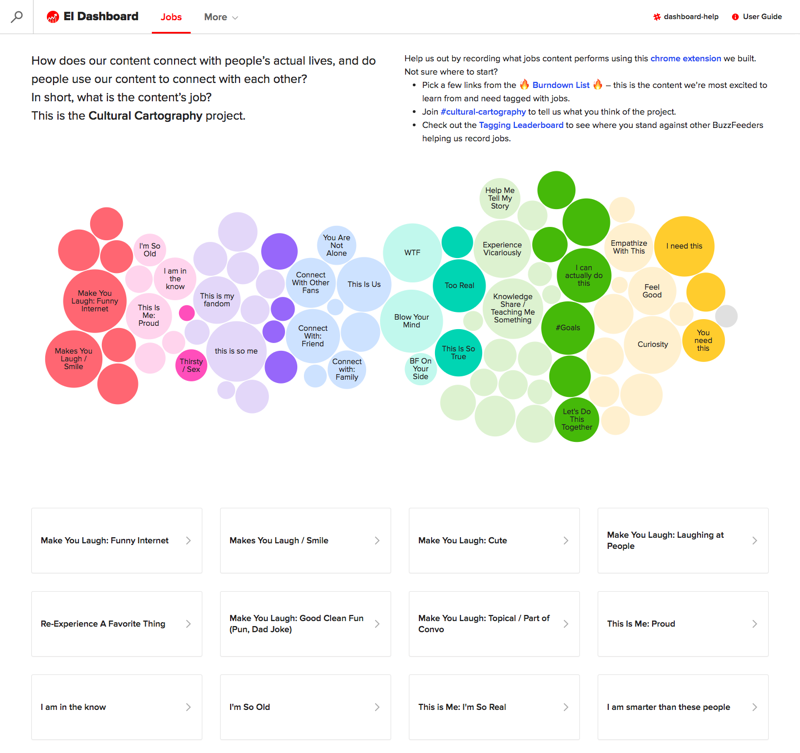 EI Dashboard
Jobs
More
dashboard-help
User Guide
How does our content connect with people's actual lives, and do
people use our content to connect with each other?
In short, what is the content's job?
This is the Cultural Cartography project.
Help us out by recording what jobs content performs using this chrome extension we built.
Not sure where to start?
• Pick a few links from the 🔥 Burndown List 🔥 – this is the content we're most excited to
learn from and need tagged with jobs.
• Join #cultural-cartography to tell us what you think of the project.
• Check out the Tagging Leaderboard to see where you stand against other BuzzFeeders
helping us record jobs.
Make You
Laugh: Funny
Internet
Makes You
Laugh /
Smile
I'm So
Old
I am in
the
know
This Is
Me:
Proud
Thirsty
/ Sex
This is my
fandom
this is so me
You Are
Not
Alone
Connect
With Other
Fans
This Is Us
Connect
With:
Friend
Connect
with:
Family
WTF
Blow Your
Mind
BF On
Your
Side
Too Real
This is So
True
Help Me
Tell My
Story
Experience
Vicariously
Knowledge
Share /
Teaching Me
Something
I can
actually do
this
#Goals
Let's Do
This
Together
Empathize
With This
Feel
Good
Curiosity
I need this
You
need
this
Make You Laugh: Funny Internet
Makes You Laugh / Smile
Make You Laugh: Cute
Make You Laugh: Laughing at
People
Re-Experience A Favorite Thing
Make You Laugh: Good Clean Fun
(Pun, Dad Joke)
Make You Laugh: Topical / Part of
Convo
This Is Me: Proud
I am in the know
I'm So Old
This is Me: I'm So Real
I am smarter than these people